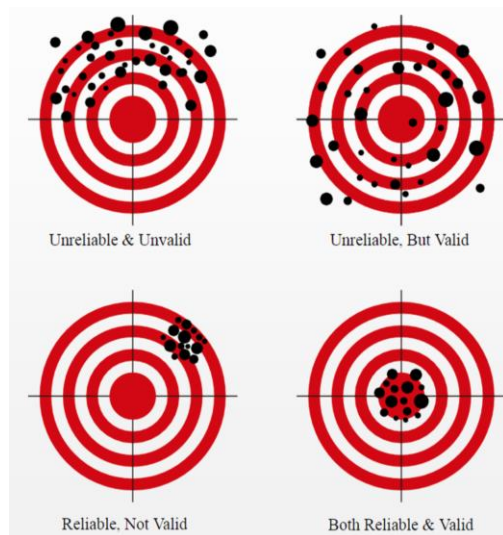 Unreliable & Unvalid
Unreliable, But Valid
Reliable, Not Valid
Both Reliable & Valid